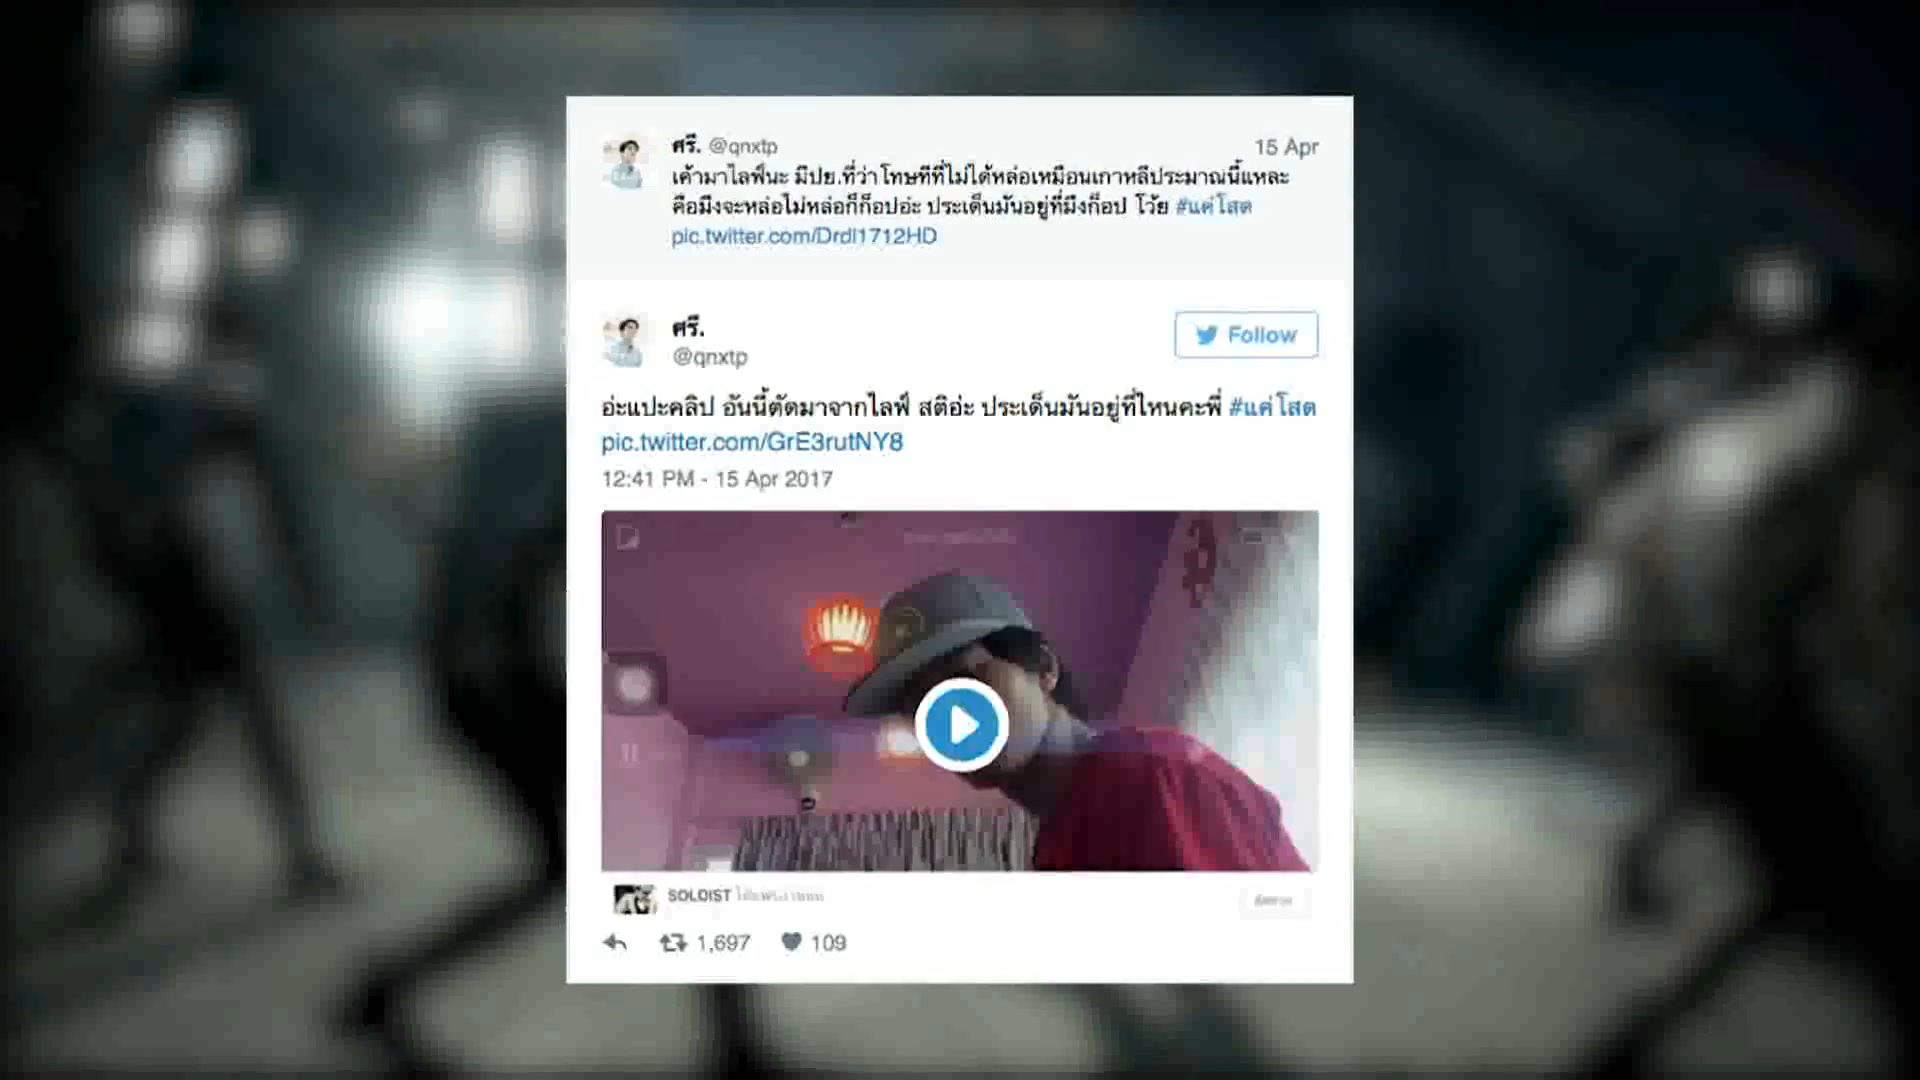 ศรี. @qnxtp 15 Apr
เค้ามาไลฟ์นะ มีปย.ที่ว่าโทษทีที่ไม่ได้หล่อเหมือนเกาหลีประมาณนี้แหละ
คือมึงจะหล่อไม่หล่อก็ก็อปอ่ะ ประเด็นมันอยู่ที่มึงก็อป โว้ย #แค่โสด
pic.twitter.com/Drdl1712HD
ศรี.
@qnxtp
Follow
อ่ะแปะคลิป อันนี้ตัดมาจากไลฟ์ สติอ่ะ ประเด็นมันอยู่ที่ไหนคะพี่ #แค่โสด
pic.twitter.com/GrE3rutNY8
12:41 PM - 15 Apr 2017
SOLOIST
1,697 109